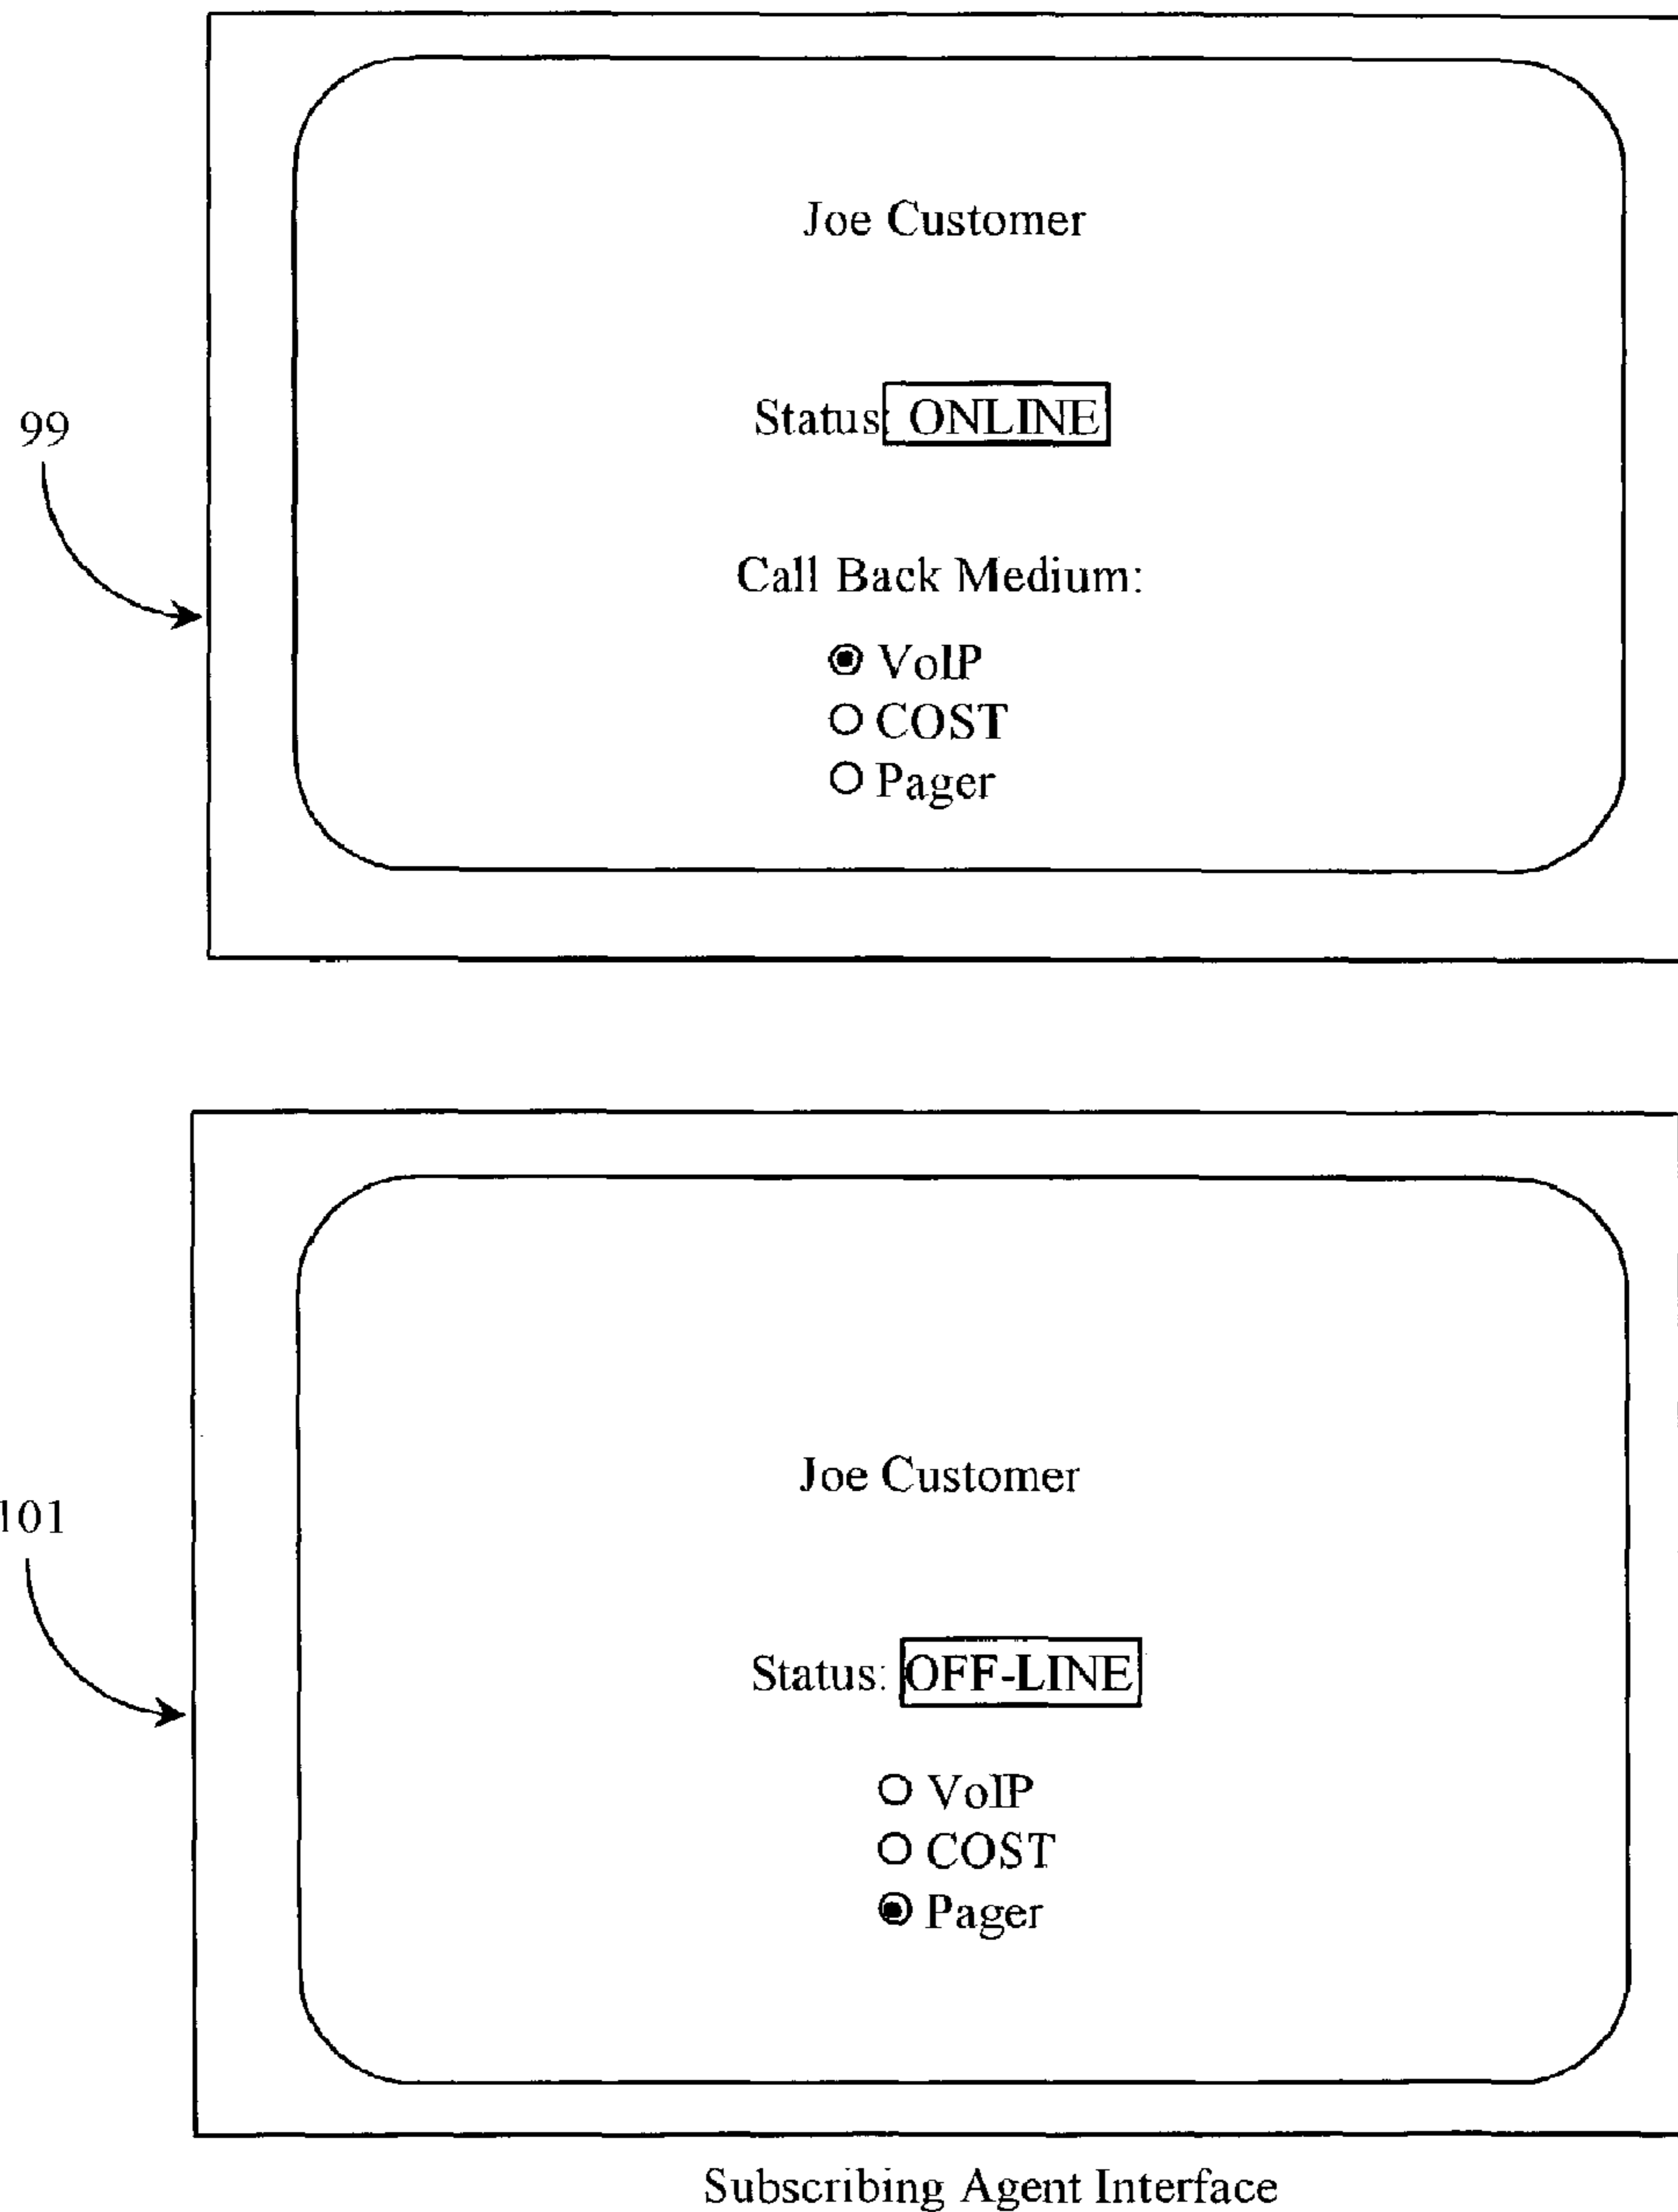 Joe Customer
99
Status: ONLINE
Call Back Medium:
VoIP
COST
Pager
Joe Customer
101
Status: OFF-LINE
VoIP
COST
Pager
Subscribing Agent Interface